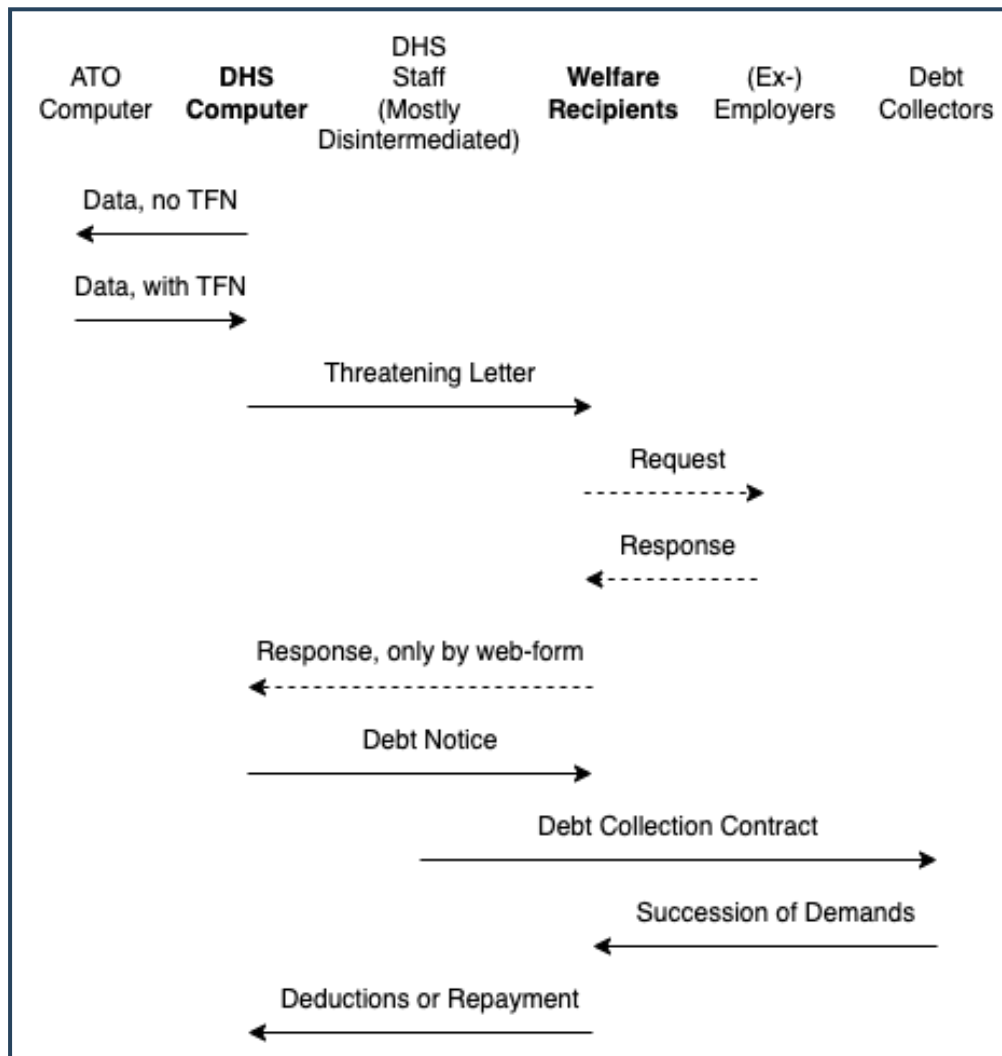 ATO
Computer
DHS
Computer
DHS
Staff
(Mostly
Disintermediated)
Welfare
Recipients
(Ex-)
Employers
Debt
Collectors
Data, no TFN
Data, with TFN
Threatening Letter
Request
Response
Response, only by web-form
Debt Notice
Debt Collection Contract
Succession of Demands
Deductions or Repayment